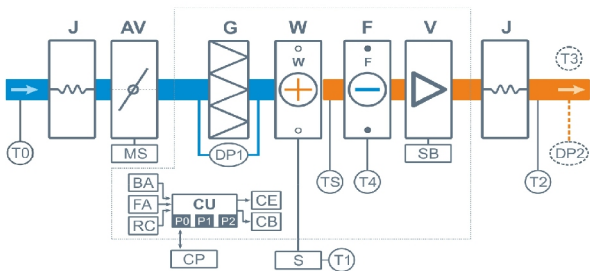 J AV G W F V J
W F
T3
T0 MS DP1 TS T4 SB T2 DP2
BA
FA
RC
CU
P0 P1 P2
CE
CB
CP
S T1